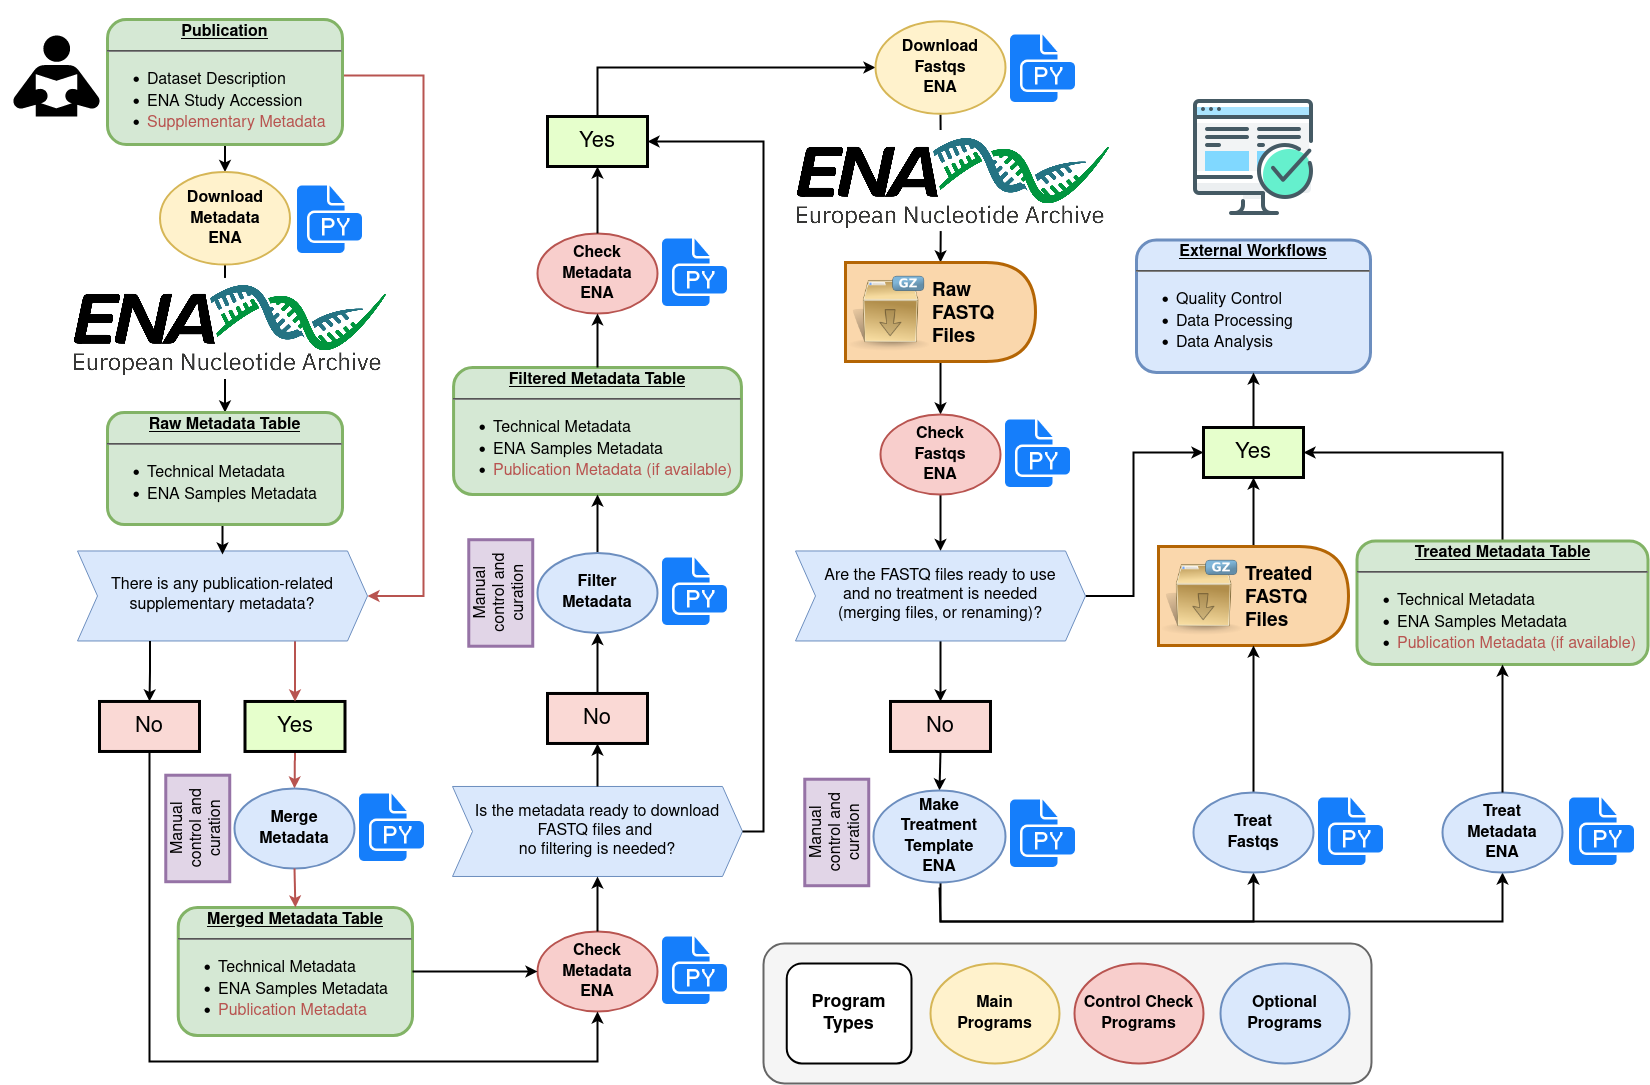 Publication
Dataset Description
ENA Study Accession
Supplementary Metadata
Download
Metadata
ENA
PY
ENA
European Nucleotide Archive
Raw Metadata Table
Technical Metadata
ENA Samples Metadata
There is any publication-related
supplementary metadata?
No
Yes
Manual
control and
curation
Merge
Metadata
PY
Merged Metadata Table
Technical Metadata
ENA Samples Metadata
Publication Metadata
Check
Metadata
ENA
PY
Is the metadata ready to download
FASTQ files and
no filtering is needed?
No
Manual
control and
curation
Filter
Metadata
PY
Filtered Metadata Table
Technical Metadata
ENA Samples Metadata
Publication Metadata (if available)
Check
Metadata
ENA
PY
Yes
Download
Fastqs
ENA
PY
ENA
European Nucleotide Archive
GZ
Raw
FASTQ
Files
Check
Fastqs
ENA
PY
Are the FASTQ files ready to use
and no treatment is needed
(merging files, or renaming)?
No
Manual
control and
curation
Make
Treatment
Template
ENA
PY
Treat
Fastqs
PY
Treat
Metadata
ENA
PY
GZ
Treated
FASTQ
Files
Treated Metadata Table
Technical Metadata
ENA Samples Metadata
Publication Metadata (if available)
Yes
External Workflows
Quality Control
Data Processing
Data Analysis
Program
Types
Main
Programs
Control Check
Programs
Optional
Programs